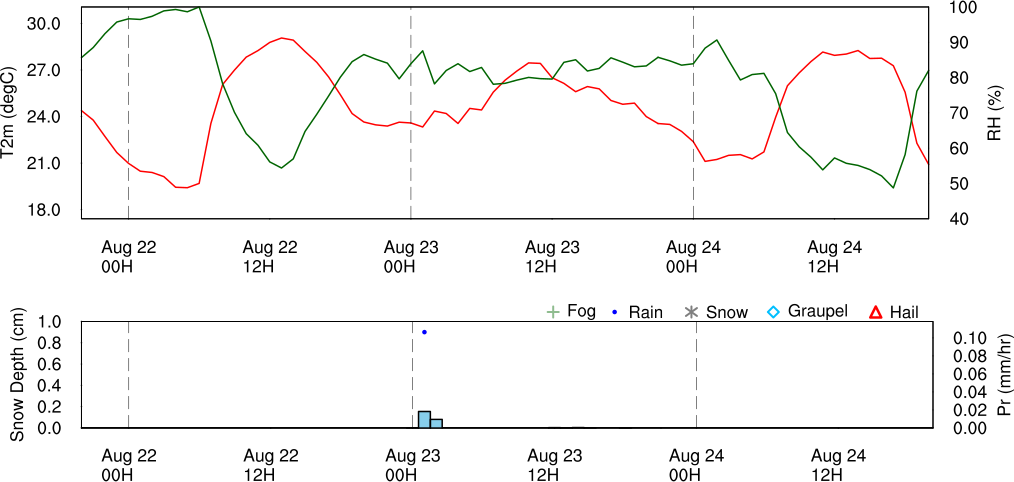 T2m (degC)
30.0
27.0
24.0
21.0
18.0
RH (%)
100
90
80
70
60
50
40
Aug 22 00H
Aug 22 12H
Aug 23 00H
Aug 23 12H
Aug 24 00H
Aug 24 12H
Fog Rain Snow Graupel Hail
Snow Depth (cm)
1.0
0.8
0.6
0.4
0.2
0.0
Pr (mm/hr)
0.10
0.08
0.06
0.04
0.02
0.00
Aug 22 00H
Aug 22 12H
Aug 23 00H
Aug 23 12H
Aug 24 00H
Aug 24 12H